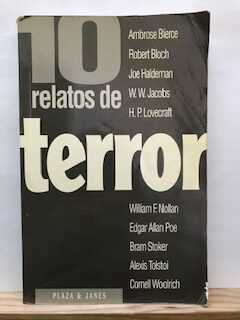 10
relatos de
terror
Ambrose Bierce
Robert Bloch
Joe Haldeman
W. W. Jacobs
H. P. Lovecraft
William F. Nollan
Edgar Allan Poe
Bram Stoker
Alexis Tolstoi
Cornell Woolrich
PLAZA & JANES